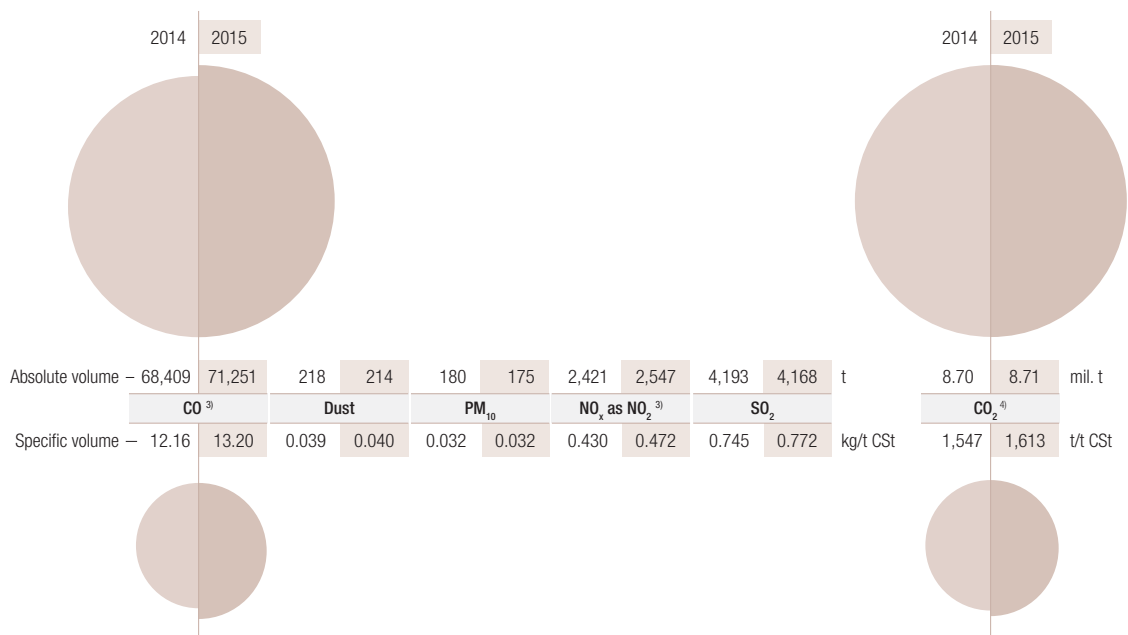 2014 2015 2014 2015
Absolute volume – 68,409 71,251 218 214 180 175 2,421 2,547 4,193 4,168 t 8.70 8.71 mil. t
CO 3) Dust PM10 NOx as NO2 3) SO2 CO2 4)
Specific volume – 12.16 13.20 0.039 0.040 0.032 0.032 0.430 0.472 0.745 0.772 kg/t CSt 1,547 1,613 t/t CSt